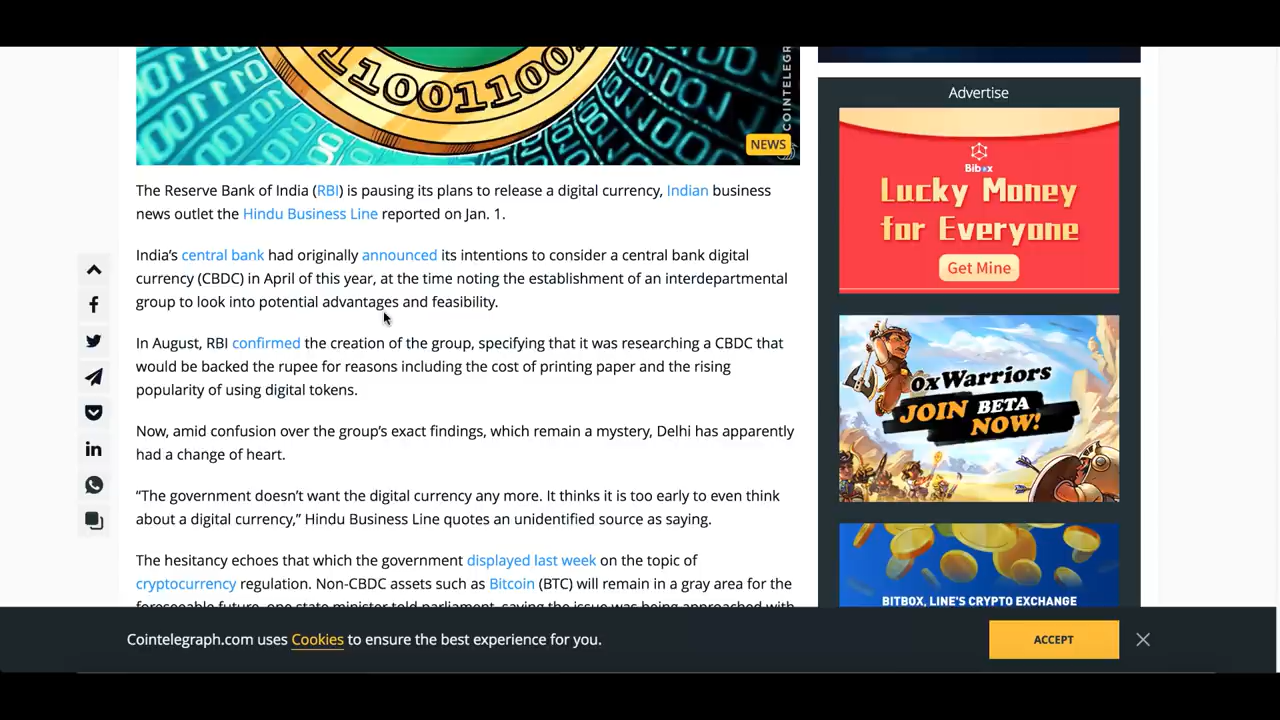 11001100
COINTELEGR
NEWS
The Reserve Bank of India (RBI) is pausing its plans to release a digital currency, Indian business
news outlet the Hindu Business Line reported on Jan. 1.
India's central bank had originally announced its intentions to consider a central bank digital
currency (CBDC) in April of this year, at the time noting the establishment of an interdepartmental
group to look into potential advantages and feasibility.
In August, RBI confirmed the creation of the group, specifying that it was researching a CBDC that
would be backed the rupee for reasons including the cost of printing paper and the rising
popularity of using digital tokens.
Now, amid confusion over the group's exact findings, which remain a mystery, Delhi has apparently
had a change of heart.
“The government doesn't want the digital currency any more. It thinks it is too early to even think
about a digital currency,” Hindu Business Line quotes an unidentified source as saying.
The hesitancy echoes that which the government displayed last week on the topic of
cryptocurrency regulation. Non-CBDC assets such as Bitcoin (BTC) will remain in a gray area for the
foreseeable future, one state minister told parliament, saying the issue was being approached with
Advertise
Bibox
Lucky Money
for Everyone
Get Mine
oxWarriors
JOIN BETA
NOW!
BITBOX, LINE'S CRYPTO EXCHANGE
Cointelegraph.com uses Cookies to ensure the best experience for you.
ACCEPT